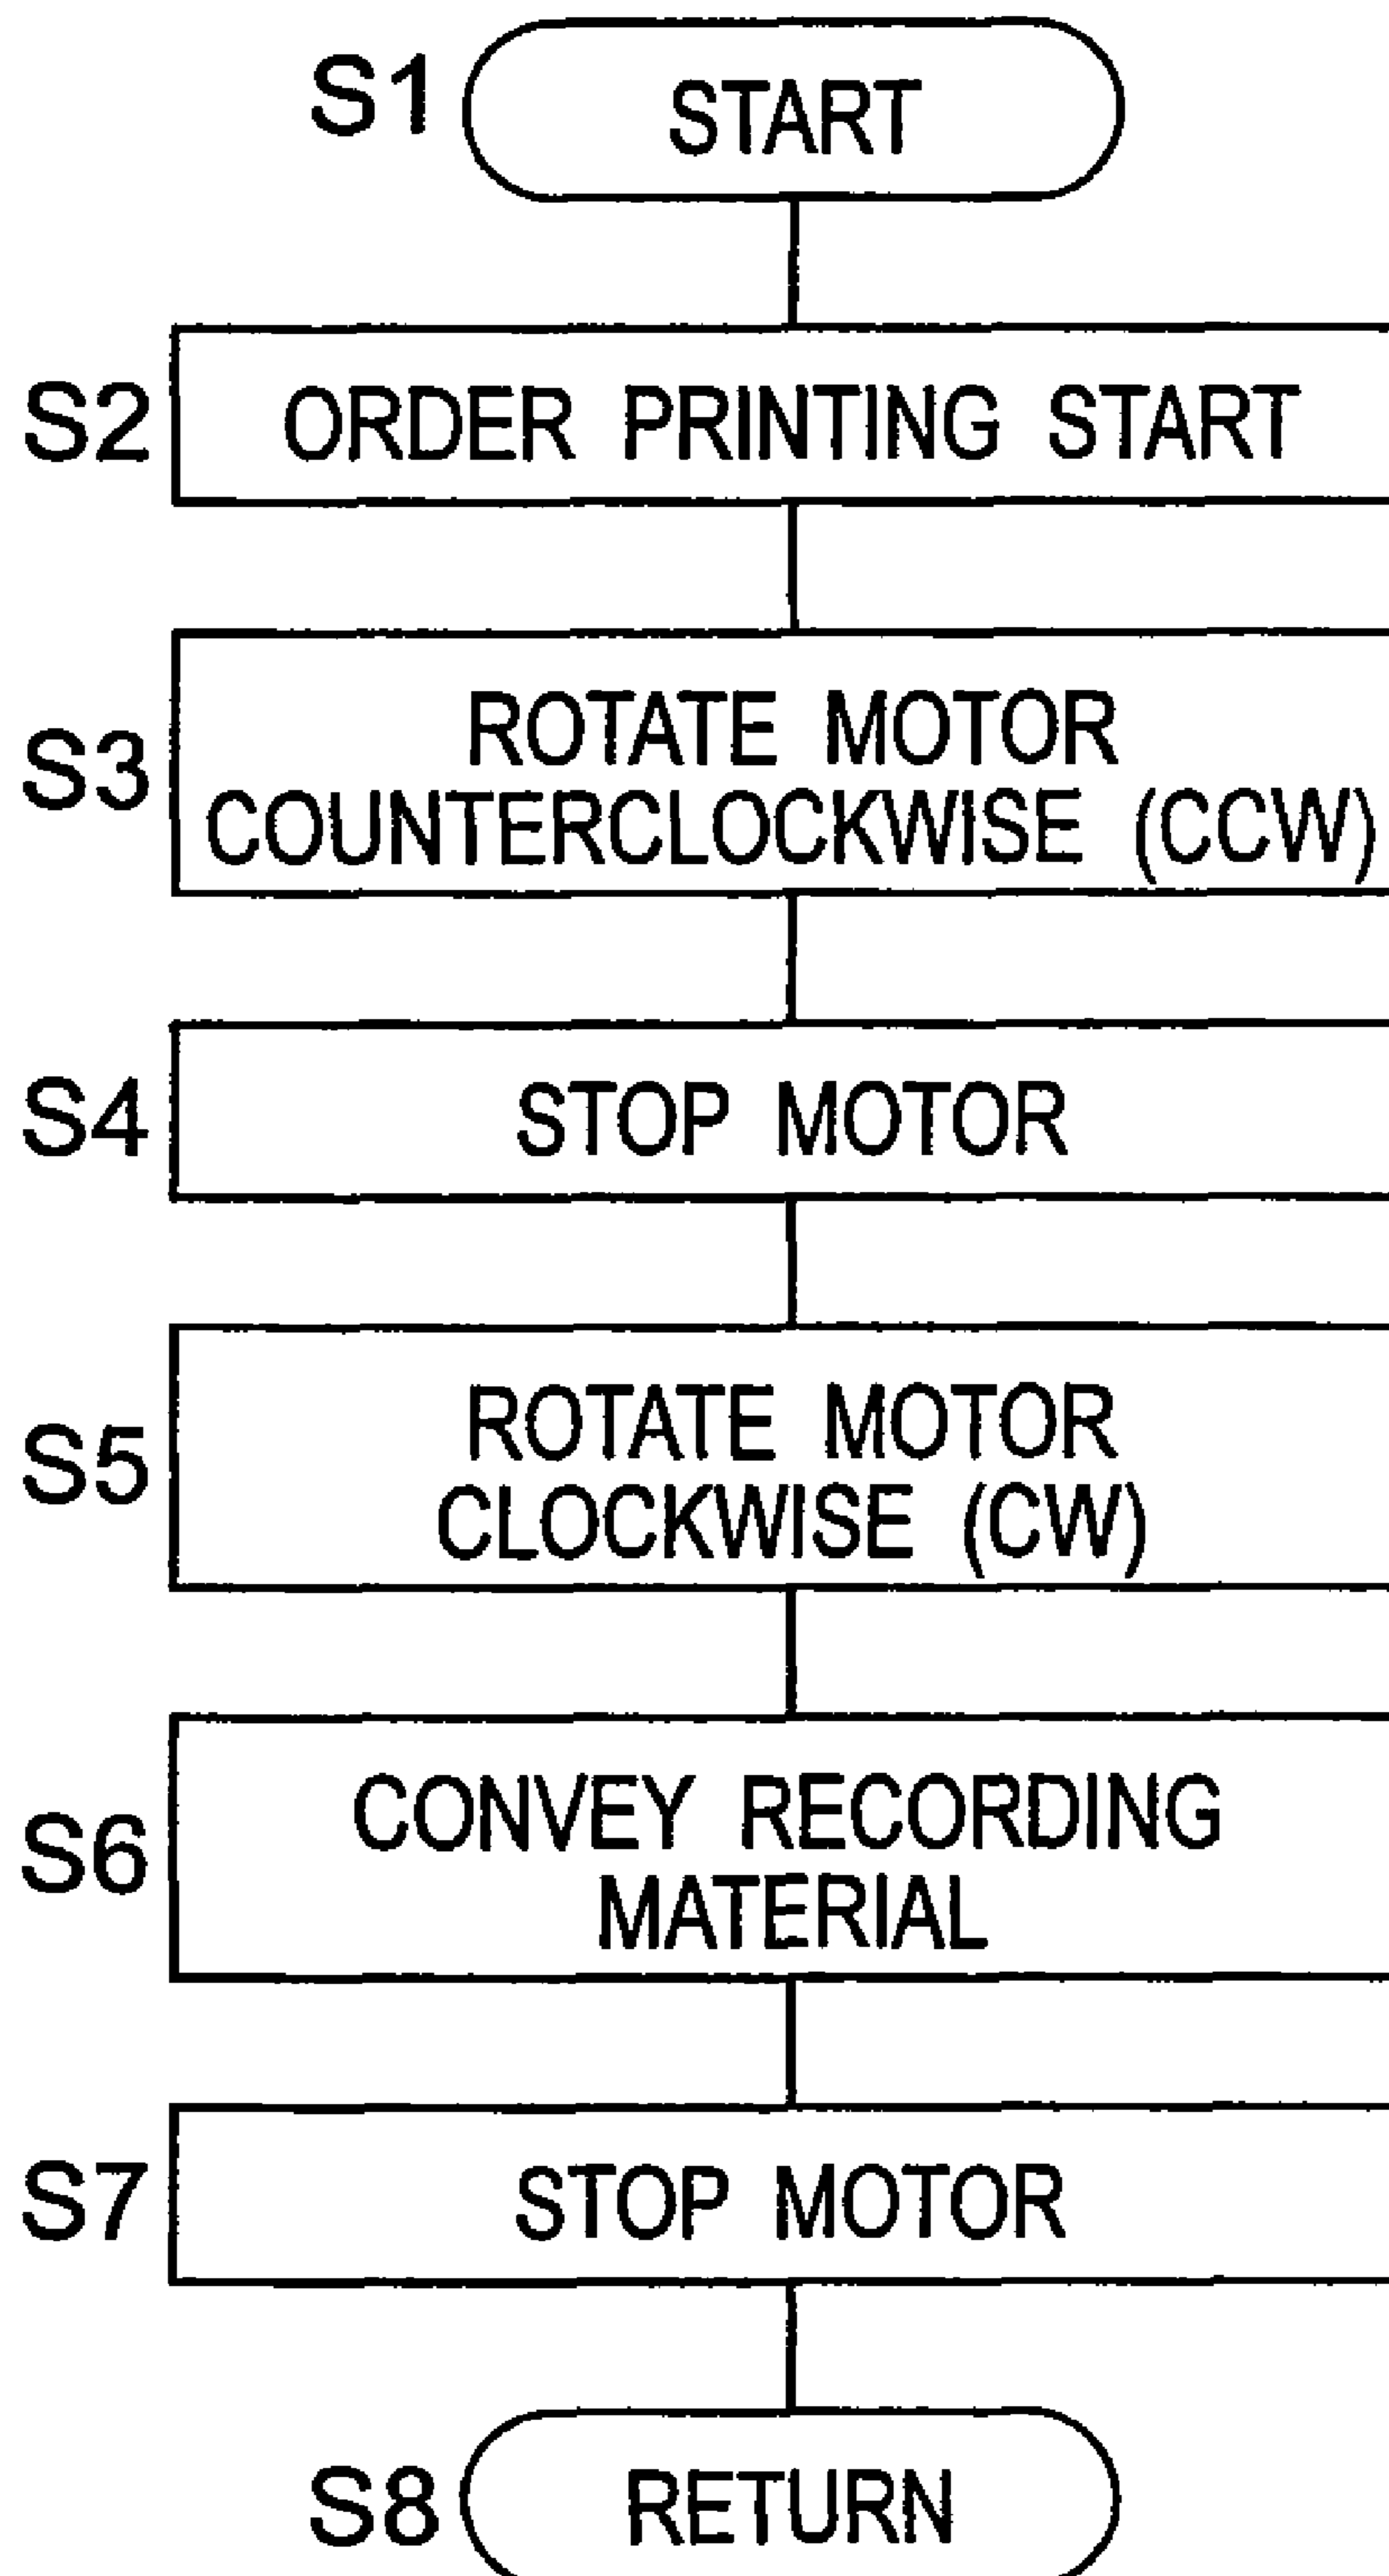 S1 START
S2 ORDER PRINTING START
S3 ROTATE MOTOR
COUNTERCLOCKWISE (CCW)
S4 STOP MOTOR
S5 ROTATE MOTOR
CLOCKWISE (CW)
S6 CONVEY RECORDING
MATERIAL
S7 STOP MOTOR
S8 RETURN